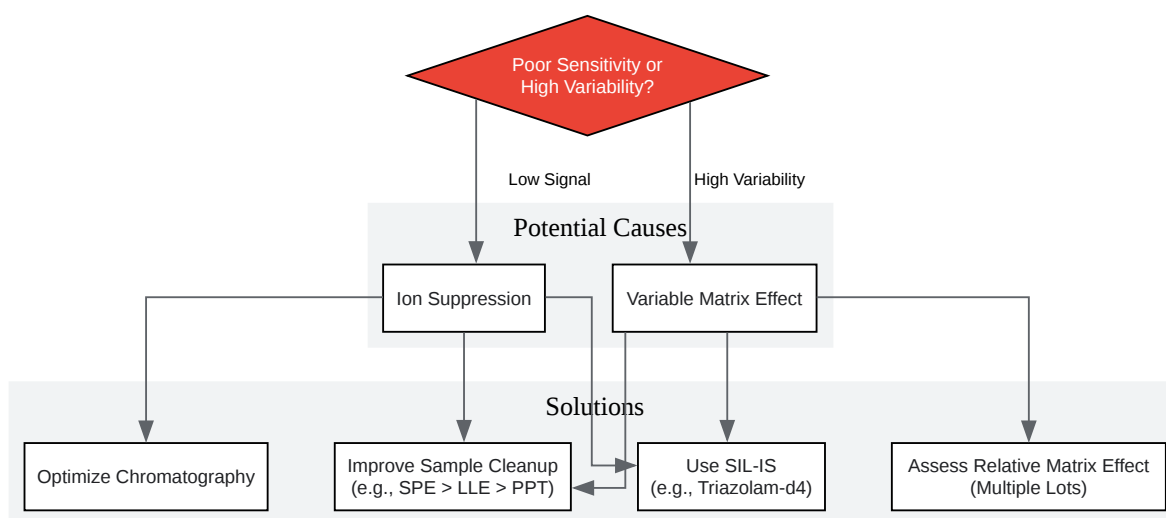 Poor Sensitivity or
High Variability?
Low Signal
High Variability
Potential Causes
Ion Suppression
Variable Matrix Effect
Solutions
Optimize Chromatography
Improve Sample Cleanup
(e.g., SPE > LLE > PPT)
Use SIL-IS
(e.g., Triazolam-d4)
Assess Relative Matrix Effect
(Multiple Lots)